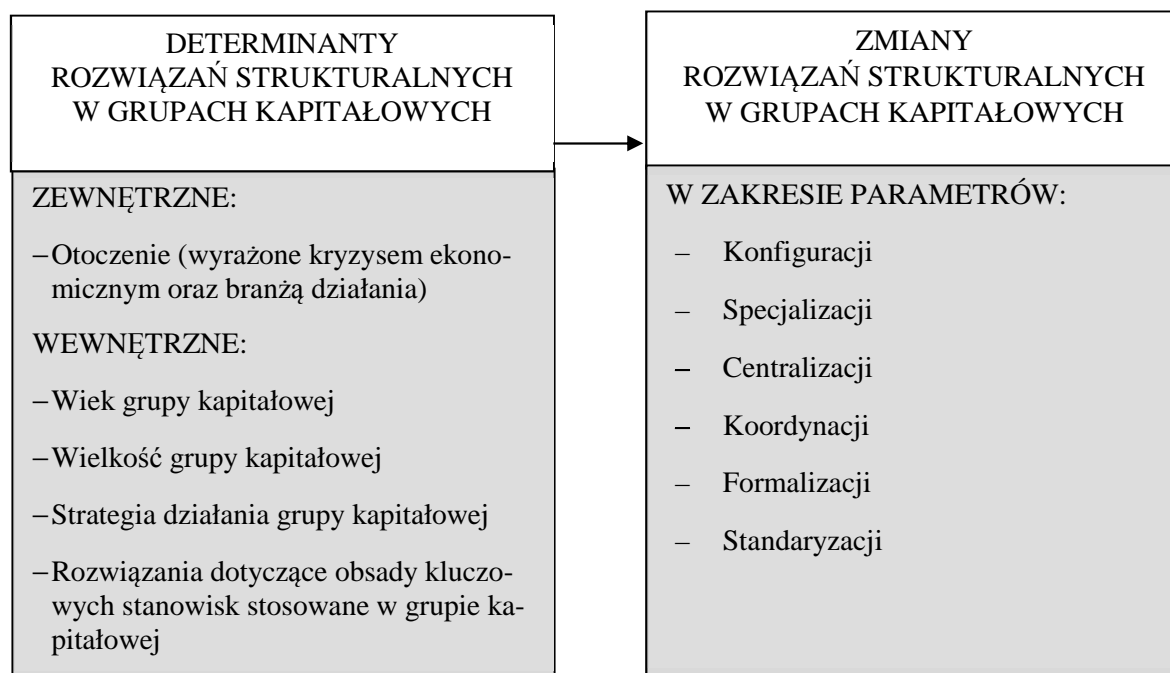 DETERMINANTY
ROZWIĄZAŃ STRUKTURALNYCH
W GRUPACH KAPITAŁOWYCH
ZEWNĘTRZNE:
−Otoczenie (wyrażone kryzysem ekono-
micznym oraz branżą działania)
WEWNĘTRZNE:
−Wiek grupy kapitałowej
−Wielkość grupy kapitałowej
−Strategia działania grupy kapitałowej
−Rozwiązania dotyczące obsady kluczo-
wych stanowisk stosowane w grupie ka-
pitałowej
ZMIANY
ROZWIĄZAŃ STRUKTURALNYCH
W GRUPACH KAPITAŁOWYCH
W ZAKRESIE PARAMETRÓW:
– Konfiguracji
– Specjalizacji
– Centralizacji
– Koordynacji
– Formalizacji
– Standaryzacji